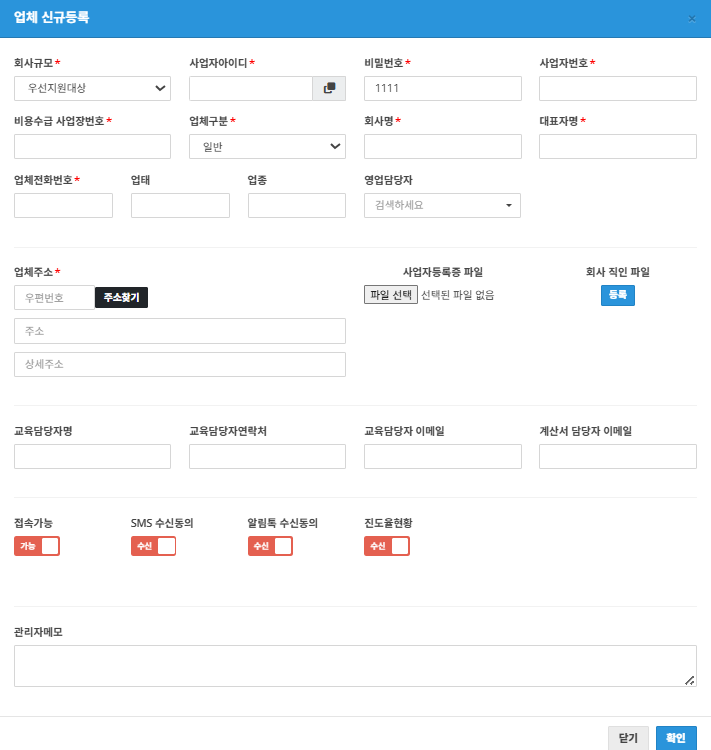 업체 신규등록 ×
회사규모* 사업자아이디* 비밀번호* 사업자번호*
우선지원대상 1111
비용수급 사업장번호* 업체구분* 회사명* 대표자명*
일반
업체전화번호* 업태 업종 영업담당자
검색하세요
업체주소* 사업자등록증 파일 회사 직인 파일
우편번호 주소찾기 파일 선택 선택된 파일 없음 등록
주소
상세주소
교육담당자명 교육담당자연락처 교육담당자 이메일 계산서 담당자 이메일
접속가능 SMS 수신동의 알림톡 수신동의 진도율현황
가능 수신 수신 수신
관리자메모
닫기 확인